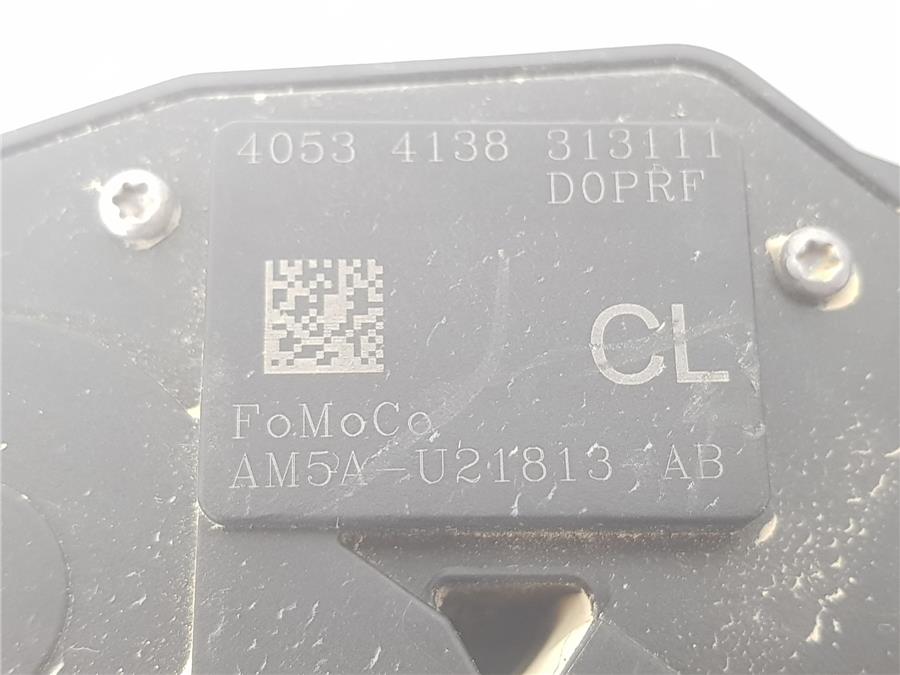 4053 4138 313111
D0PRF
CL
FoMoCo
AM5A-U21813 AB